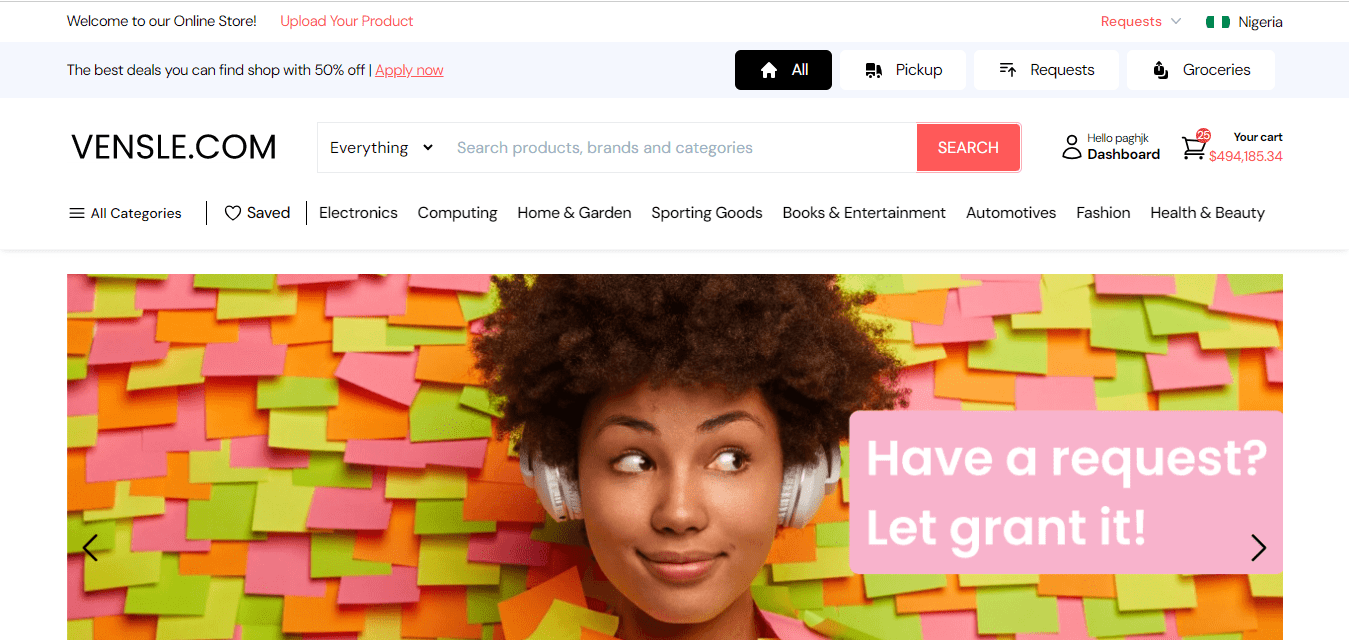 Welcome to our Online Store! Upload Your Product Requests Nigeria
The best deals you can find shop with 50% off | Apply now All Pickup Requests Groceries
VENSLE.COM Everything Search products, brands and categories SEARCH
Hello paghjk
Dashboard
25
Your cart
$494,185.34
All Categories Saved Electronics Computing Home & Garden Sporting Goods Books & Entertainment Automotives Fashion Health & Beauty
Have a request?
Let grant it!